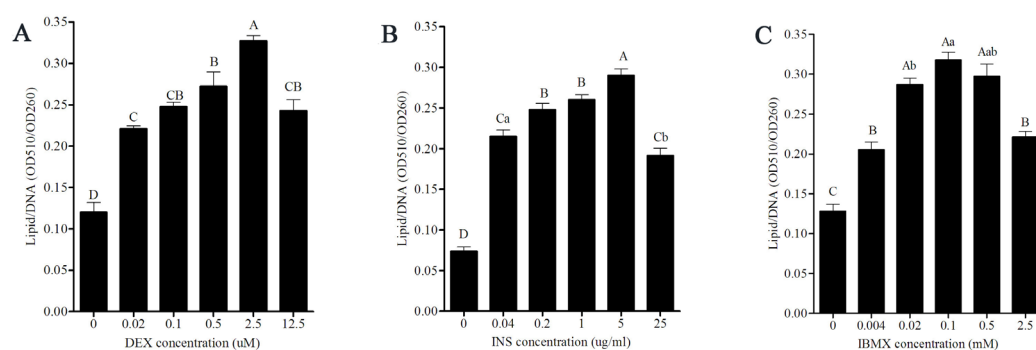 A
Lipid/DNA (OD510/OD260)
0.35
0.30
0.25
0.20
0.15
0.10
0.05
0.00
D
C
CB
B
A
CB
0 0.02 0.1 0.5 2.5 12.5
DEX concentration (uM)
B
Lipid/DNA (OD510/OD260)
0.35
0.30
0.25
0.20
0.15
0.10
0.05
0.00
D
Ca
B
B
A
Cb
0 0.04 0.2 1 5 25
INS concentration (ug/ml)
C
Lipid/DNA (OD510/OD260)
0.35
0.30
0.25
0.20
0.15
0.10
0.05
0.00
C
B
Ab
Aa
Aab
B
0 0.004 0.02 0.1 0.5 2.5
IBMX concentration (mM)